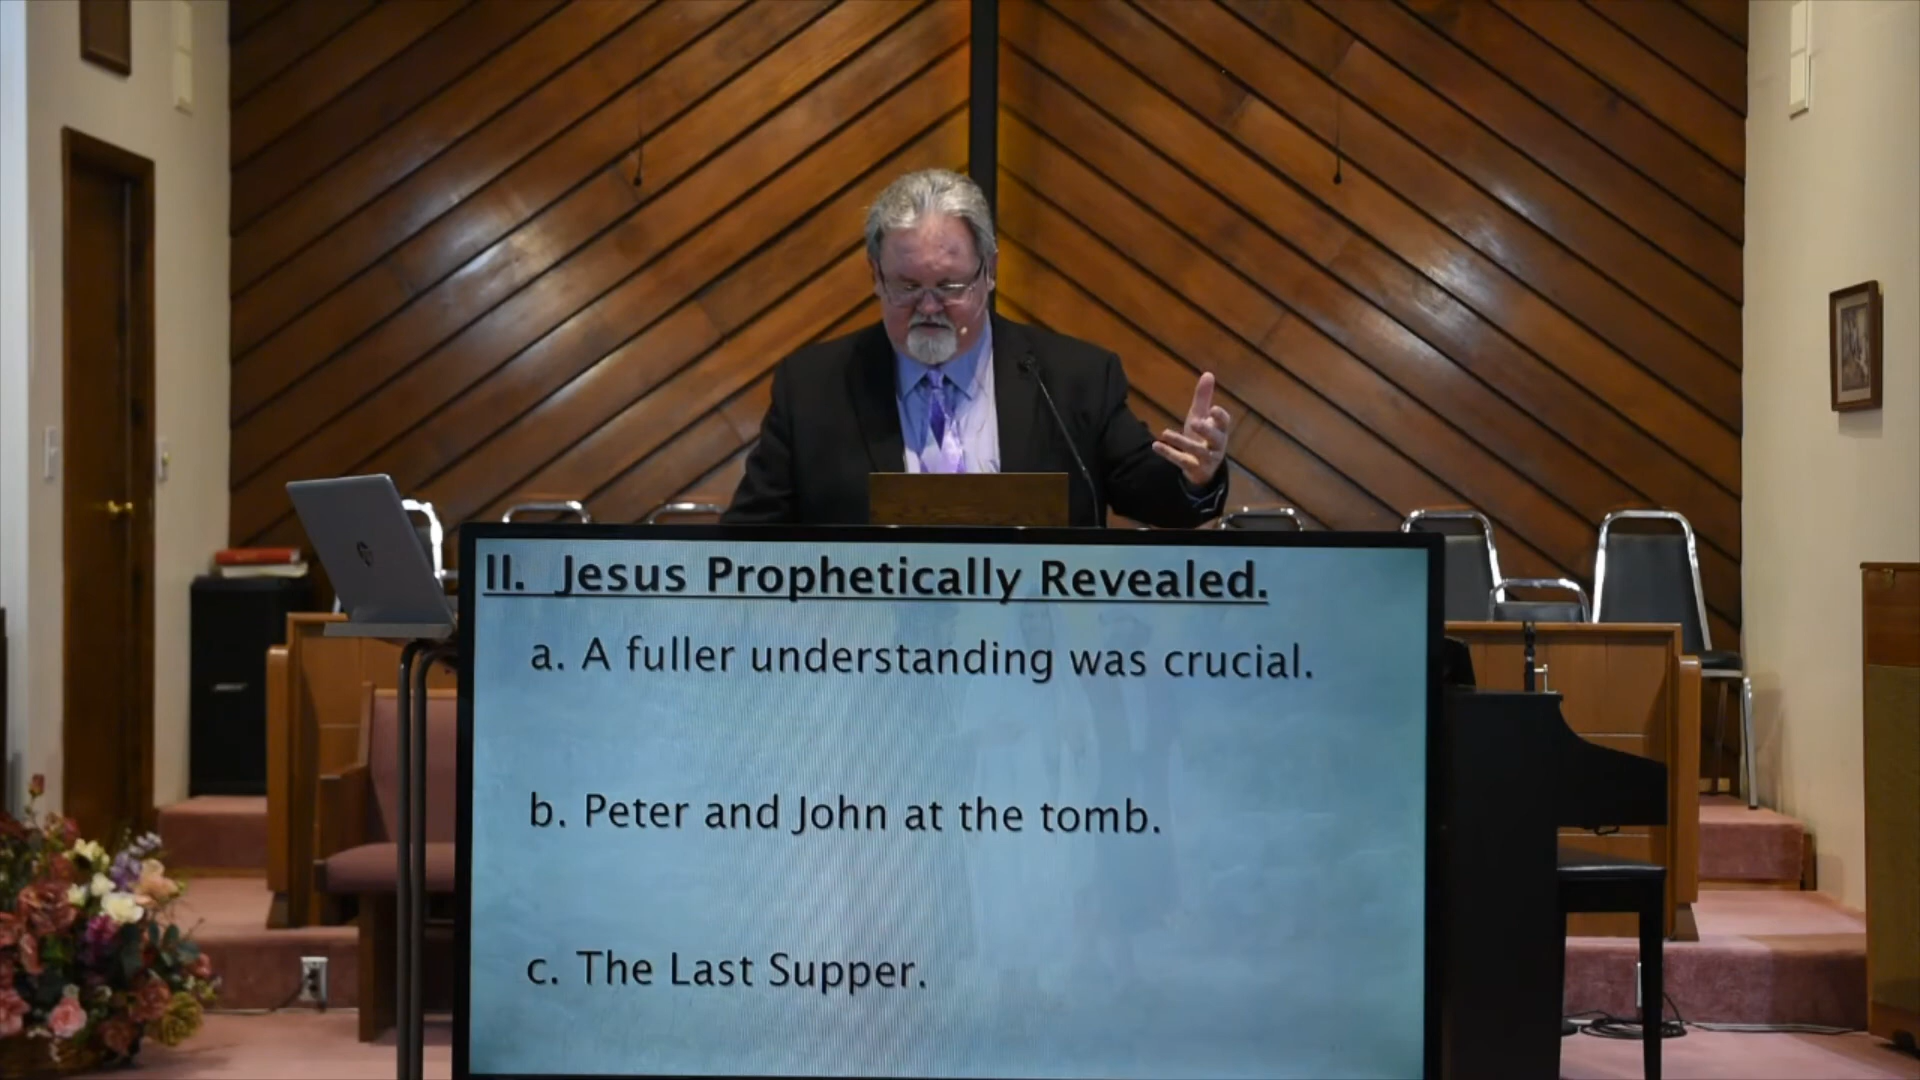 II. Jesus Prophetically Revealed.
a. A fuller understanding was crucial.
b. Peter and John at the tomb.
c. The Last Supper.